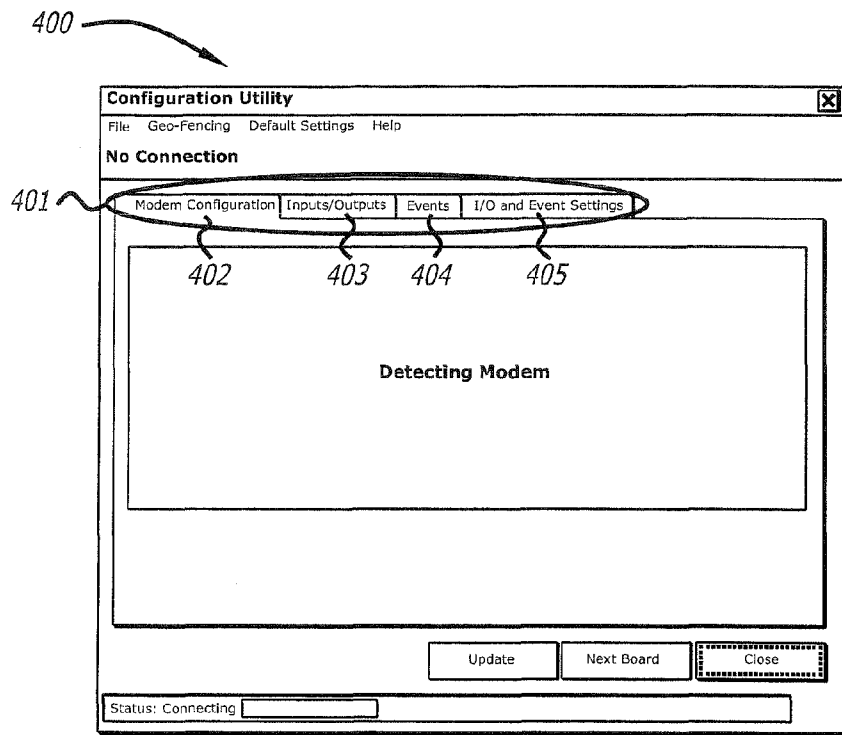 400
Configuration Utility
File Geo-Fencing Default Settings Help
No Connection
401
Modem Configuration Inputs/Outputs Events I/O and Event Settings
402 403 404 405
Detecting Modem
Update Next Board Close
Status: Connecting